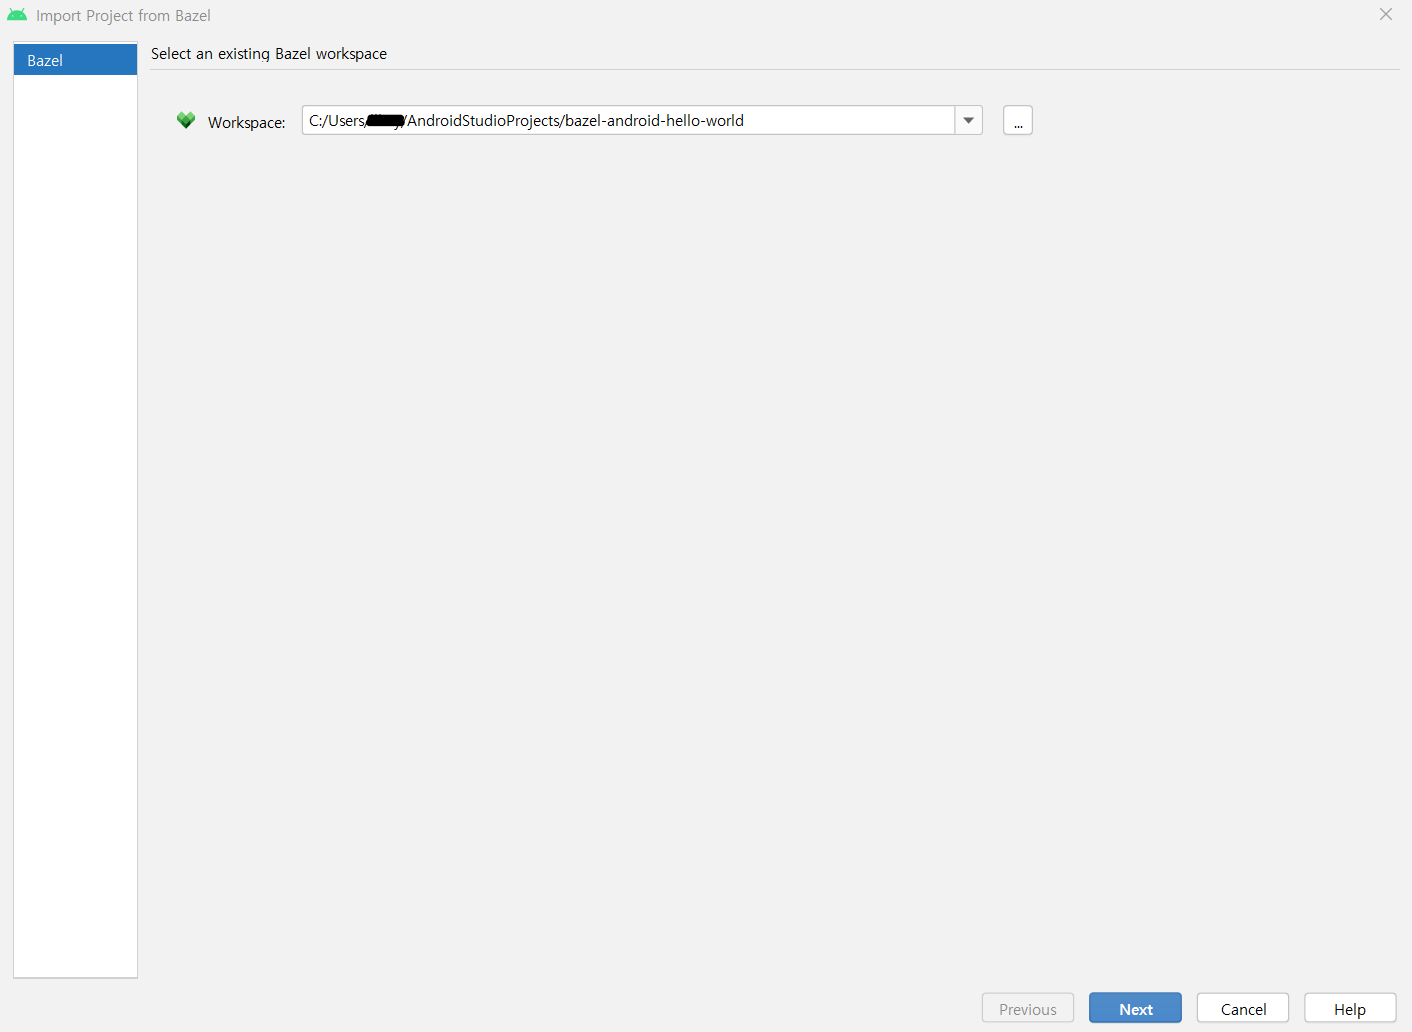 Import Project from Bazel
Bazel
Select an existing Bazel workspace
Workspace:
C:/Users/ /AndroidStudioProjects/bazel-android-hello-world
...
Previous
Next
Cancel
Help